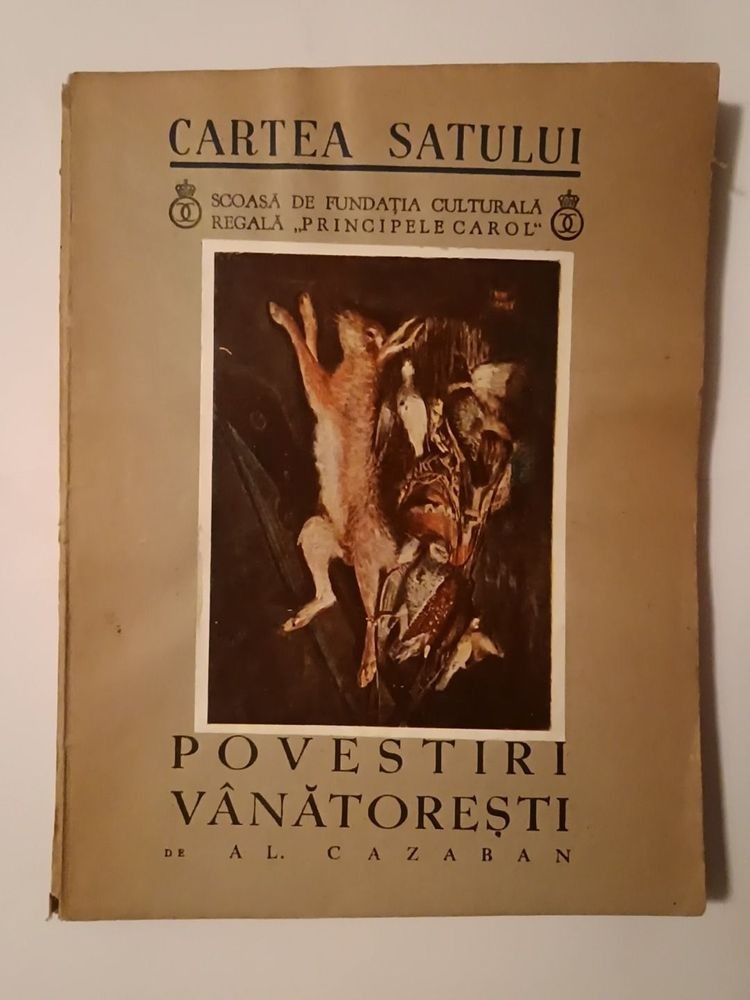 CARTEA SATULUI
SCOASĂ DE FUNDAȚIA CULTURALĂ
REGALĂ „PRINCIPELE CAROL"
POVESTIRI
VÂNĂTOREȘTI
DE AL. CAZABAN